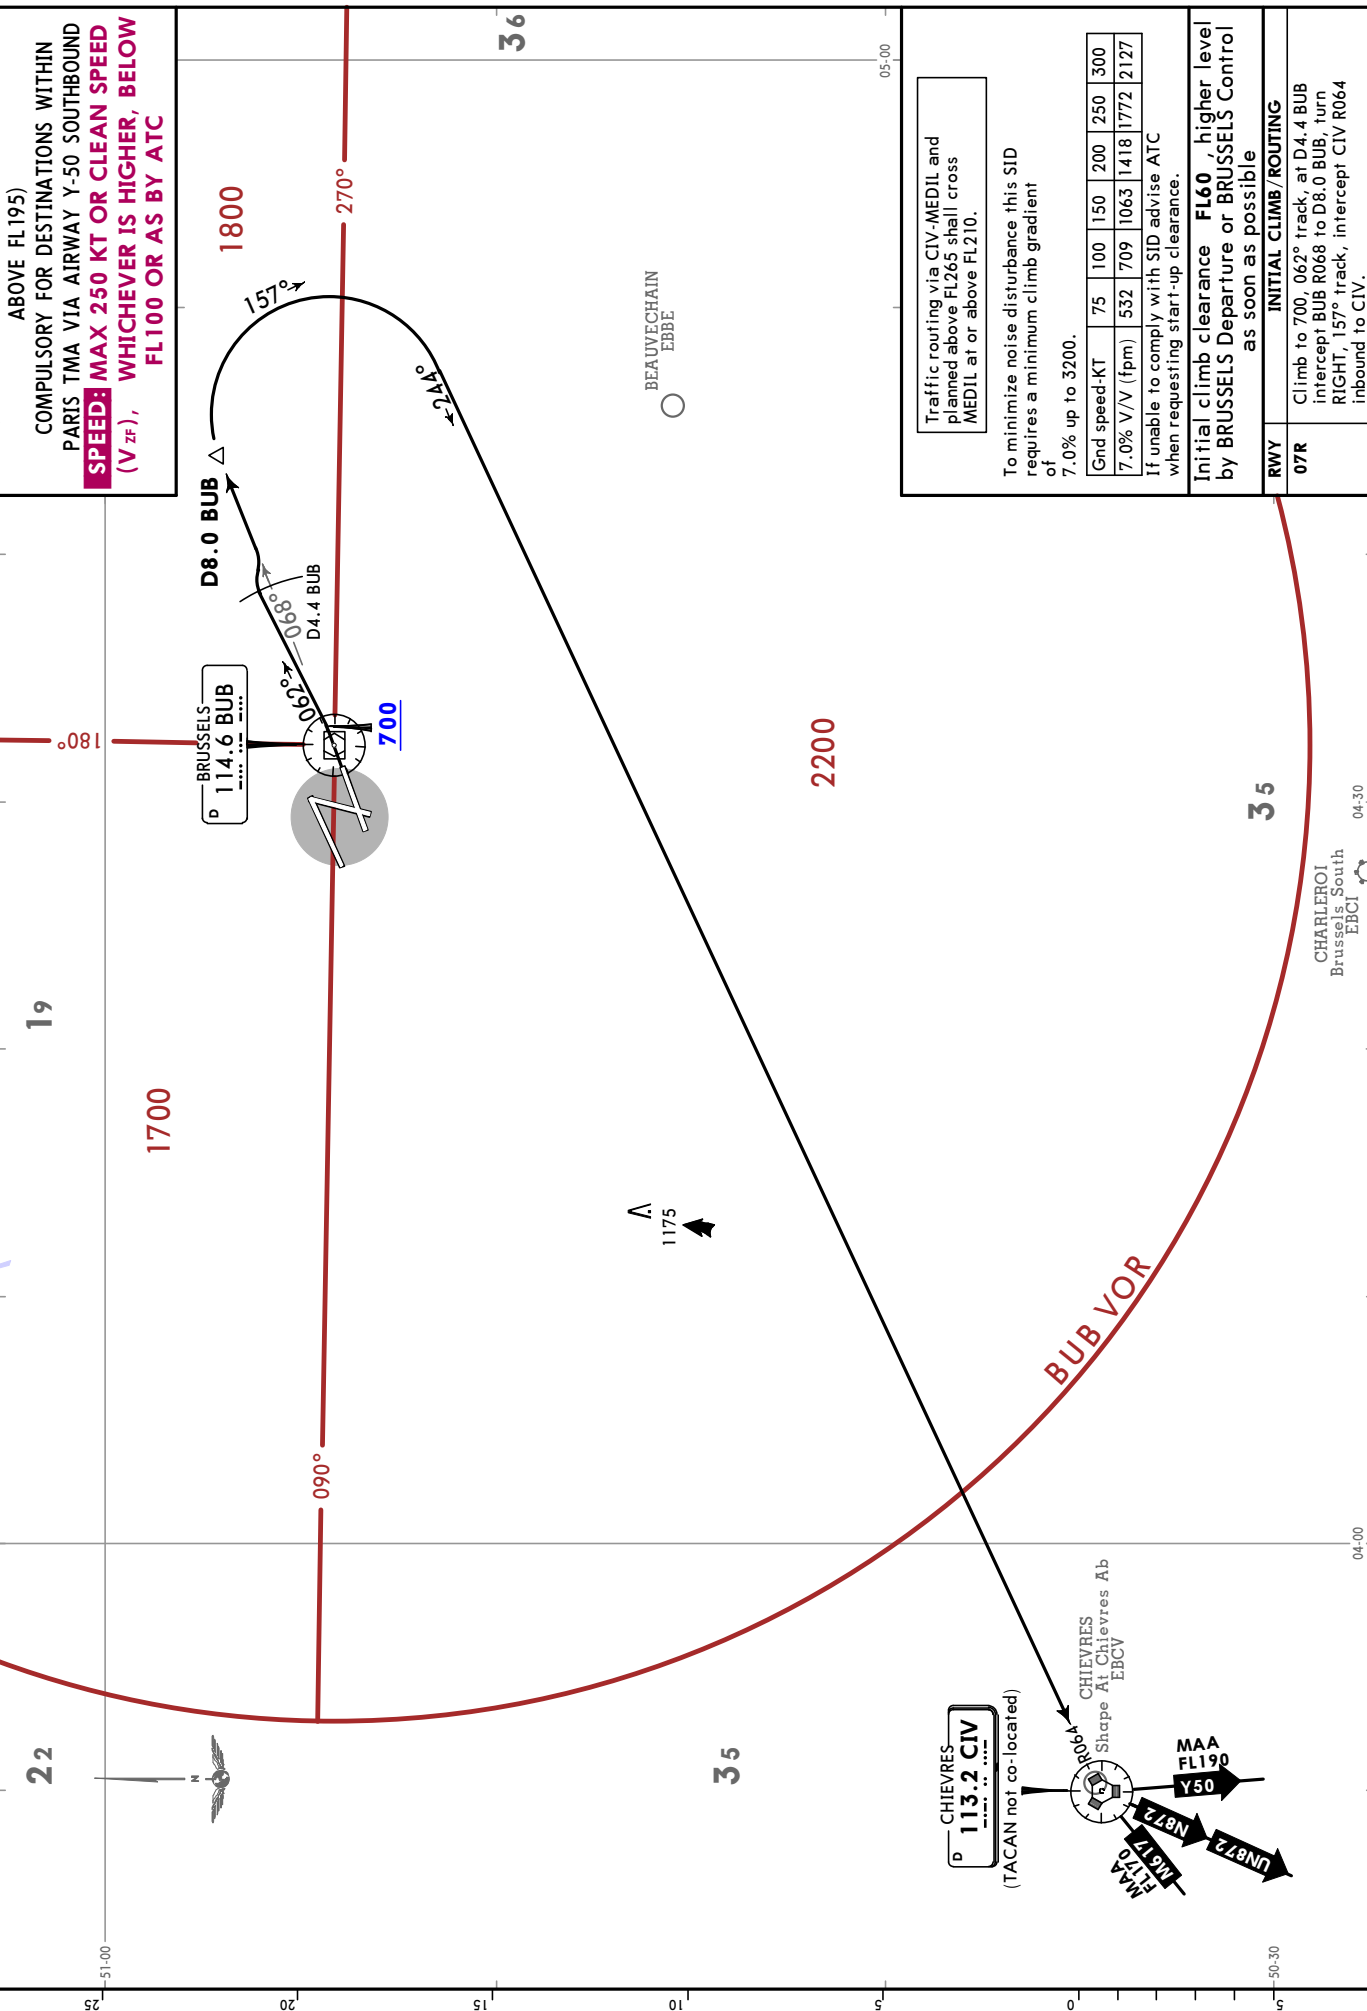 ABOVE FL195)
COMPULSORY FOR DESTINATIONS WITHIN
PARIS TMA VIA AIRWAY Y-50 SOUTHBOUND
SPEED: MAX 250 KT OR CLEAN SPEED
(V ZF), WHICHEVER IS HIGHER, BELOW
FL100 OR AS BY ATC
36
05-00
1800
270°
157°
244°
BEAUVECHAIN
EBBE
D8.0 BUB
068°
D4.4 BUB
062°
BRUSSELS
D 114.6 BUB
700
180°
2200
35
04-30
CHARLEROI
Brussels South
EBCI
19
1700
1175
090°
BUB VOR
04-00
22
N
35
CHIEVRES
D 113.2 CIV
(TACAN not co-located)
R064
CHIEVRES
Shape At Chievres Ab
EBCV
MAA
FL190
Y50
N872
UN872
M617
MAA
FL170
51-00
50-30
25
20
15
10
5
0
5
Traffic routing via CIV-MEDIL and
planned above FL265 shall cross
MEDIL at or above FL210.
To minimize noise disturbance this SID
requires a minimum climb gradient
of
7.0% up to 3200.
Gnd speed-KT 75 100 150 200 250 300
7.0% V/V (fpm) 532 709 1063 1418 1772 2127
If unable to comply with SID advise ATC
when requesting start-up clearance.
Initial climb clearance FL60, higher level
by BRUSSELS Departure or BRUSSELS Control
as soon as possible
RWY INITIAL CLIMB/ROUTING
07R Climb to 700, 062° track, at D4.4 BUB
intercept BUB R068 to D8.0 BUB, turn
RIGHT, 157° track, intercept CIV R064
inbound to CIV.